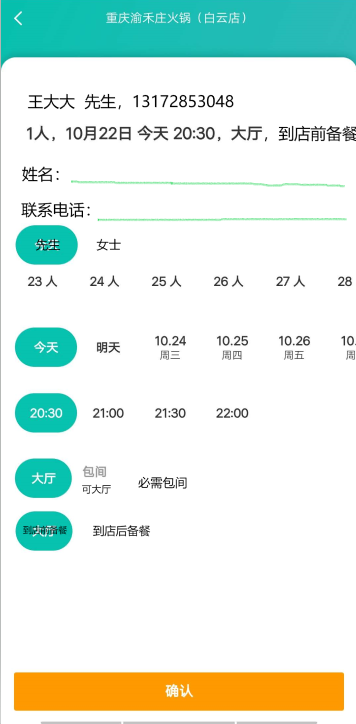 重庆渝禾庄火锅（白云店）
王大大 先生，13172853048
1人，10月22日 今天 20:30，大厅，到店前备餐
姓名：
联系电话：
先生 女士
23 人 24 人 25 人 26 人 27 人 28
今天 明天 10.24 10.25 10.26 10.
周三 周四 周五 周
20:30 21:00 21:30 22:00
大厅 包间 必需包间
可大厅
到店前备餐 到店后备餐
确认